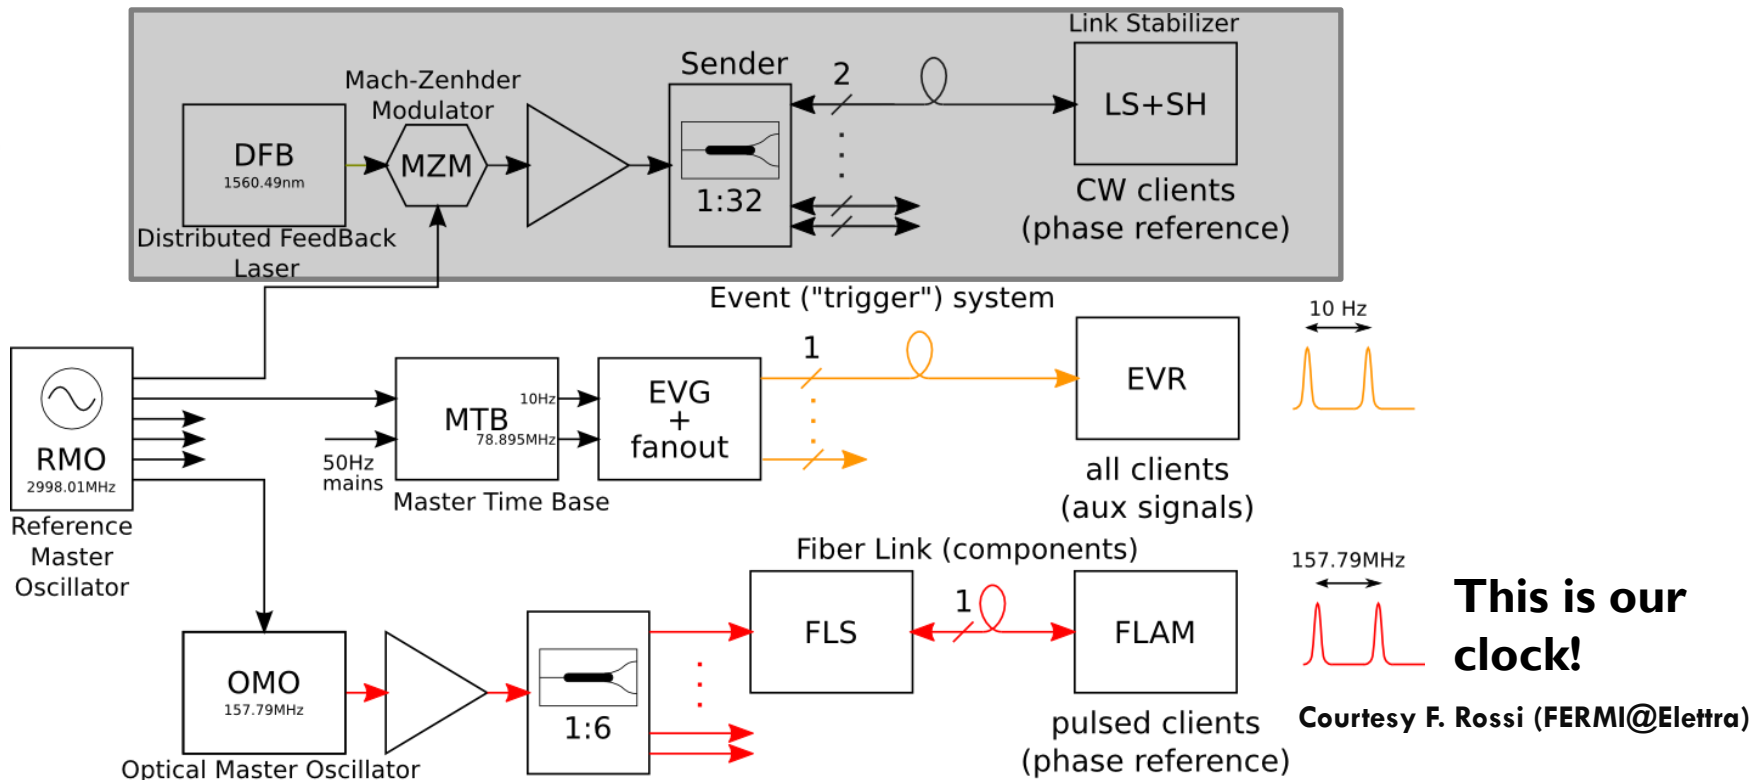 Link Stabilizer
Sender
Mach-Zenhder
Modulator
2
LS+SH
DFB
1560.49nm
MZM
1:32
CW clients
(phase reference)
Distributed FeedBack
Laser
Event ("trigger") system
10 Hz
1
EVR
RMO
2998.01MHz
Reference
Master
Oscillator
50Hz
mains
MTB
10Hz
78.895MHz
Master Time Base
EVG
+
fanout
all clients
(aux signals)
Fiber Link (components)
157.79MHz
This is our
clock!
1
FLS
FLAM
OMO
157.79MHz
1:6
pulsed clients
(phase reference)
Courtesy F. Rossi (FERMI@Elettra)
Optical Master Oscillator